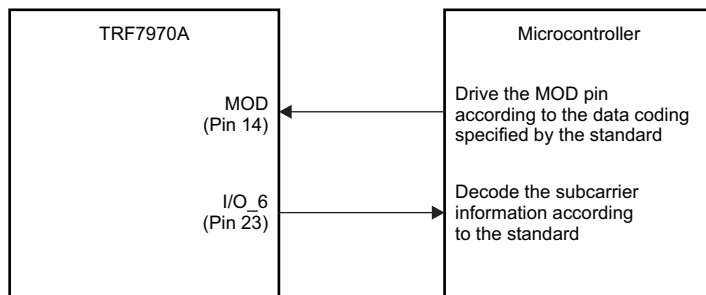 TRF7970A
Microcontroller
MOD
(Pin 14)
Drive the MOD pin
according to the data coding
specified by the standard
I/O_6
(Pin 23)
Decode the subcarrier
information according
to the standard